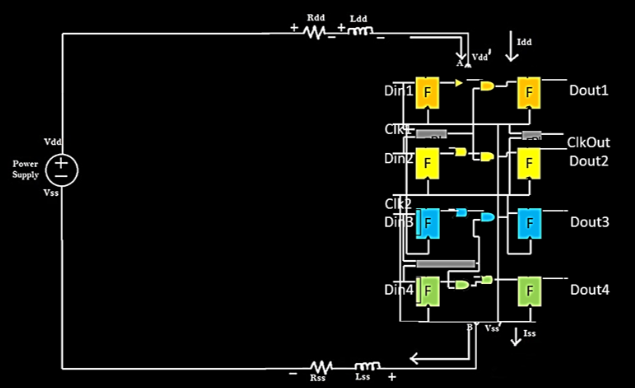 Rdd Ldd
+ − + −
Idd
A Vdd'
Din1 F F Dout1
Clk1
ClkOut
Din2 F F Dout2
Vdd
Power
Supply
+
−
Vss
Clk2
Din3 F F Dout3
Din4 F F Dout4
B Vss'
Iss
− +
Rss Lss